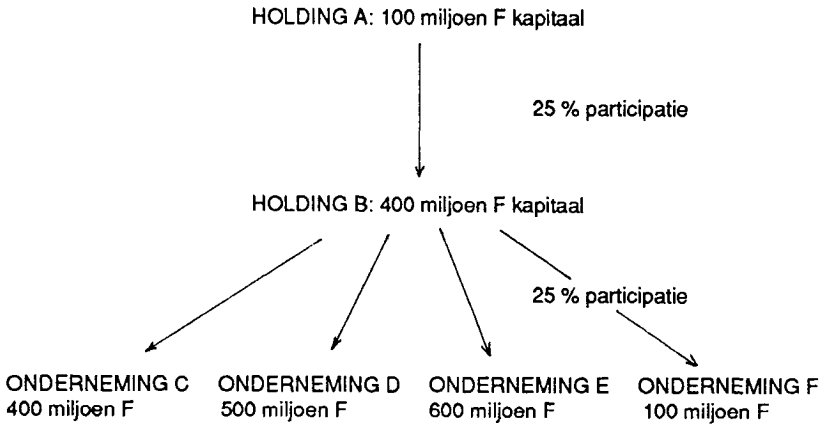 HOLDING A: 100 miljoen F kapitaal
25 % participatie
HOLDING B: 400 miljoen F kapitaal
25 % participatie
ONDERNEMING C ONDERNEMING D ONDERNEMING E ONDERNEMING F
400 miljoen F 500 miljoen F 600 miljoen F 100 miljoen F